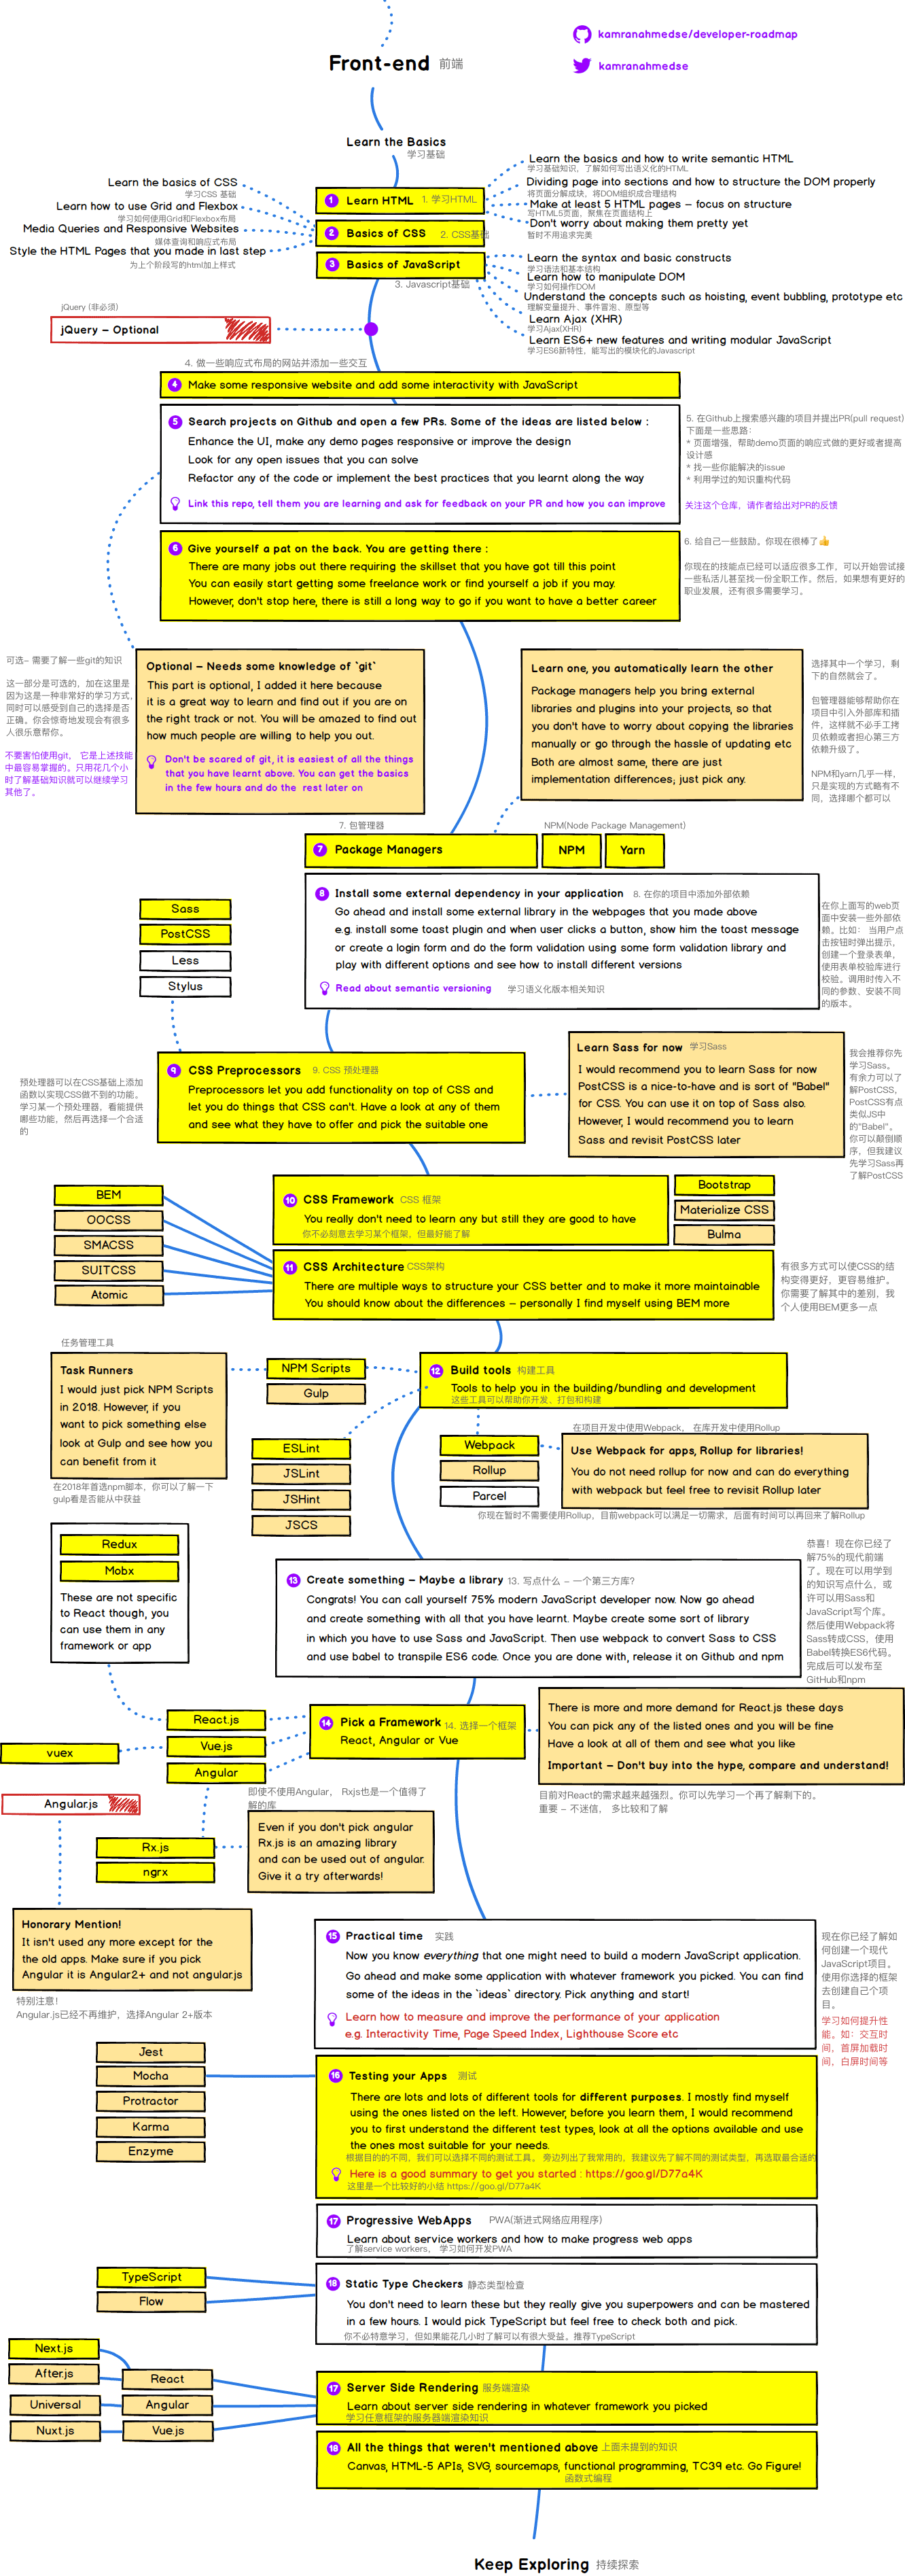 kamranahmedse/developer-roadmap
Front-end 前端
kamranahmedse
Learn the Basics
学习基础
Learn the basics of CSS
学习CSS 基础
Learn how to use Grid and Flexbox
学习如何使用Grid和Flexbox布局
Media Queries and Responsive Websites
媒体查询和响应式布局
Style the HTML Pages that you made in last step
为上个阶段写的html加上样式
1 Learn HTML 1. 学习HTML
2 Basics of CSS 2. CSS基础
3 Basics of JavaScript
3. Javascript基础
Learn the basics and how to write semantic HTML
学习基础知识，了解如何写出语义化的HTML
Dividing page into sections and how to structure the DOM properly
将页面分解成块，将DOM组织成合理结构
Make at least 5 HTML pages – focus on structure
写HTML5页面，聚焦在页面结构上
Don't worry about making them pretty yet
暂时不用追求完美
Learn the syntax and basic constructs
学习语法和基本结构
Learn how to manipulate DOM
学习如何操作DOM
Understand the concepts such as hoisting, event bubbling, prototype etc
理解变量提升、事件冒泡、原型等
Learn Ajax (XHR)
学习Ajax(XHR)
Learn ES6+ new features and writing modular JavaScript
学习ES6新特性，能写出的模块化的Javascript
jQuery (非必须)
jQuery – Optional
4. 做一些响应式布局的网站并添加一些交互
4 Make some responsive website and add some interactivity with JavaScript
5 Search projects on Github and open a few PRs. Some of the ideas are listed below :
Enhance the UI, make any demo pages responsive or improve the design
Look for any open issues that you can solve
Refactor any of the code or implement the best practices that you learnt along the way
Link this repo, tell them you are learning and ask for feedback on your PR and how you can improve
5. 在Github上搜索感兴趣的项目并提出PR(pull request)
下面是一些思路:
* 页面增强，帮助demo页面的响应式做的更好或者提高
设计感
* 找一些你能解决的issue
* 利用学过的知识重构代码
关注这个仓库，请作者给出对PR的反馈
6 Give yourself a pat on the back. You are getting there :
There are many jobs out there requiring the skillset that you have got till this point
You can easily start getting some freelance work or find yourself a job if you may.
However, don't stop here, there is still a long way to go if you want to have a better career
6. 给自己一些鼓励。你现在很棒了👍
你现在的技能点已经可以适应很多工作，可以开始尝试接
一些私活儿甚至找一份全职工作。然后，如果想有更好的
职业发展，还有很多需要学习。
可选– 需要了解一些git的知识
这一部分是可选的，加在这里是
因为这是一种非常好的学习方式，
同时可以感受到自己的选择是否
正确。你会惊奇地发现会有很多
人很乐意帮你。
不要害怕使用git， 它是上述技能
中最容易掌握的。只用花几个小
时了解基础知识就可以继续学习
其他了。
Optional – Needs some knowledge of `git`
This part is optional, I added it here because
it is a great way to learn and find out if you are on
the right track or not. You will be amazed to find out
how much people are willing to help you out.
Don't be scared of git, it is easiest of all the things
that you have learnt above. You can get the basics
in the few hours and do the rest later on
Learn one, you automatically learn the other
Package managers help you bring external
libraries and plugins into your projects, so that
you don't have to worry about copying the libraries
manually or go through the hassle of updating etc
Both are almost same, there are just
implementation differences; just pick any.
选择其中一个学习，剩
下的自然就会了。
包管理器能够帮助你在
项目中引入外部库和插
件，这样就不必手工拷
贝依赖或者担心第三方
依赖升级了。
NPM和yarn几乎一样，
只是实现的方式略有不
同，选择哪个都可以
7. 包管理器
NPM(Node Package Management)
7 Package Managers
NPM
Yarn
8 Install some external dependency in your application 8. 在你的项目中添加外部依赖
Go ahead and install some external library in the webpages that you made above
e.g. install some toast plugin and when user clicks a button, show him the toast message
or create a login form and do the form validation using some form validation library and
play with different options and see how to install different versions
Read about semantic versioning 学习语义化版本相关知识
在你上面写的web页
面中安装一些外部依
赖。比如： 当用户点
击按钮时弹出提示，
创建一个登录表单，
使用表单校验库进行
校验。调用时传入不
同的参数、安装不同
的版本。
Sass
PostCSS
Less
Stylus
预处理器可以在CSS基础上添加
函数以实现CSS做不到的功能。
学习某一个预处理器，看能提供
哪些功能，然后再选择一个合适
的
9 CSS Preprocessors 9. CSS 预处理器
Preprocessors let you add functionality on top of CSS and
let you do things that CSS can't. Have a look at any of them
and see what they have to offer and pick the suitable one
Learn Sass for now 学习Sass
I would recommend you to learn Sass for now
PostCSS is a nice-to-have and is sort of "Babel"
for CSS. You can use it on top of Sass also.
However, I would recommend you to learn
Sass and revisit PostCSS later
我会推荐你先
学习Sass。
有余力可以了
解PostCSS，
PostCSS有点
类似JS中
的"Babel"。
你可以颠倒顺
序，但我建议
先学习Sass再
了解PostCSS
BEM
OOCSS
SMACSS
SUITCSS
Atomic
10 CSS Framework CSS 框架
You really don't need to learn any but still they are good to have
你不必刻意去学习某个框架，但最好能了解
Bootstrap
Materialize CSS
Bulma
11 CSS Architecture CSS架构
There are multiple ways to structure your CSS better and to make it more maintainable
You should know about the differences – personally I find myself using BEM more
有很多方式可以使CSS的结
构变得更好，更容易维护。
你需要了解其中的差别，我
个人使用BEM更多一点
任务管理工具
Task Runners
I would just pick NPM Scripts
in 2018. However, if you
want to pick something else
look at Gulp and see how you
can benefit from it
在2018年首选npm脚本，你可以了解一下
gulp看是否能从中获益
NPM Scripts
Gulp
12 Build tools 构建工具
Tools to help you in the building/bundling and development
这些工具可以帮助你开发、打包和构建
ESLint
JSLint
JSHint
JSCS
Webpack
Rollup
Parcel
在项目开发中使用Webpack， 在库开发中使用Rollup
Use Webpack for apps, Rollup for libraries!
You do not need rollup for now and can do everything
with webpack but feel free to revisit Rollup later
你现在暂时不需要使用Rollup，目前webpack可以满足一切需求，后面有时间可以再回来了解Rollup
Redux
Mobx
These are not specific
to React though, you
can use them in any
framework or app
13 Create something – Maybe a library 13. 写点什么 – 一个第三方库?
Congrats! You can call yourself 75% modern JavaScript developer now. Now go ahead
and create something with all that you have learnt. Maybe create some sort of library
in which you have to use Sass and JavaScript. Then use webpack to convert Sass to CSS
and use babel to transpile ES6 code. Once you are done with, release it on Github and npm
恭喜！现在你已经了
解75%的现代前端
了。现在可以用学到
的知识写点什么，或
许可以用Sass和
JavaScript写个库。
然后使用Webpack将
Sass转成CSS，使用
Babel转换ES6代码。
完成后可以发布至
GitHub和npm
React.js
Vue.js
Angular
vuex
14 Pick a Framework 14. 选择一个框架
React, Angular or Vue
There is more and more demand for React.js these days
You can pick any of the listed ones and you will be fine
Have a look at all of them and see what you like
Important – Don't buy into the hype, compare and understand!
目前对React的需求越来越强烈。你可以先学习一个再了解剩下的。
重要 – 不迷信， 多比较和了解
Angular.js
即使不使用Angular， Rxjs也是一个值得了
解的库
Even if you don't pick angular
Rx.js is an amazing library
and can be used out of angular.
Give it a try afterwards!
Rx.js
ngrx
Honorary Mention!
It isn't used any more except for the
the old apps. Make sure if you pick
Angular it is Angular2+ and not angular.js
特别注意！
Angular.js已经不再维护，选择Angular 2+版本
15 Practical time 实践
Now you know everything that one might need to build a modern JavaScript application.
Go ahead and make some application with whatever framework you picked. You can find
some of the ideas in the `ideas` directory. Pick anything and start!
Learn how to measure and improve the performance of your application
e.g. Interactivity Time, Page Speed Index, Lighthouse Score etc
现在你已经了解如
何创建一个现代
JavaScript项目。
使用你选择的框架
去创建自己个项
目。
学习如何提升性
能。如：交互时
间，首屏加载时
间，白屏时间等
Jest
Mocha
Protractor
Karma
Enzyme
16 Testing your Apps 测试
There are lots and lots of different tools for different purposes. I mostly find myself
using the ones listed on the left. However, before you learn them, I would recommend
you to first understand the different test types, look at all the options available and use
the ones most suitable for your needs.
根据目的的不同，我们可以选择不同的测试工具。 旁边列出了我常用的，我建议先了解不同的测试类型，再选取最合适的
Here is a good summary to get you started : https://goo.gl/D77a4K
这里是一个比较好的小结 https://goo.gl/D77a4K
17 Progressive WebApps PWA(渐进式网络应用程序)
Learn about service workers and how to make progress web apps
了解service workers， 学习如何开发PWA
TypeScript
Flow
18 Static Type Checkers 静态类型检查
You don't need to learn these but they really give you superpowers and can be mastered
in a few hours. I would pick TypeScript but feel free to check both and pick.
你不必特意学习，但如果能花几小时了解可以有很大受益。推荐TypeScript
Next.js
After.js
Universal
Nuxt.js
React
Angular
Vue.js
17 Server Side Rendering 服务端渲染
Learn about server side rendering in whatever framework you picked
学习任意框架的服务器端渲染知识
18 All the things that weren't mentioned above 上面未提到的知识
Canvas, HTML-5 APIs, SVG, sourcemaps, functional programming, TC39 etc. Go Figure!
函数式编程
Keep Exploring 持续探索